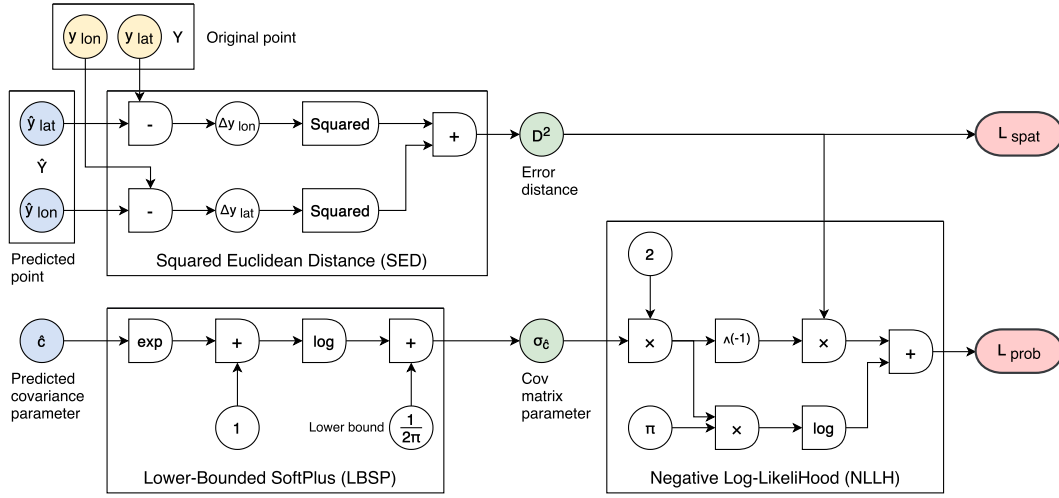 y lon y lat Y Original point
ŷ lat - Δy lon Squared + D² L spat
Ŷ
Error
distance
ŷ lon - Δy lat Squared
Predicted
point
Squared Euclidean Distance (SED)
2
ĉ exp + log + σĉ × ^(-1) × + L prob
Predicted
covariance
parameter
Cov
matrix
parameter
1 Lower bound 1/2π π × log
Lower-Bounded SoftPlus (LBSP)
Negative Log-LikeliHood (NLLH)